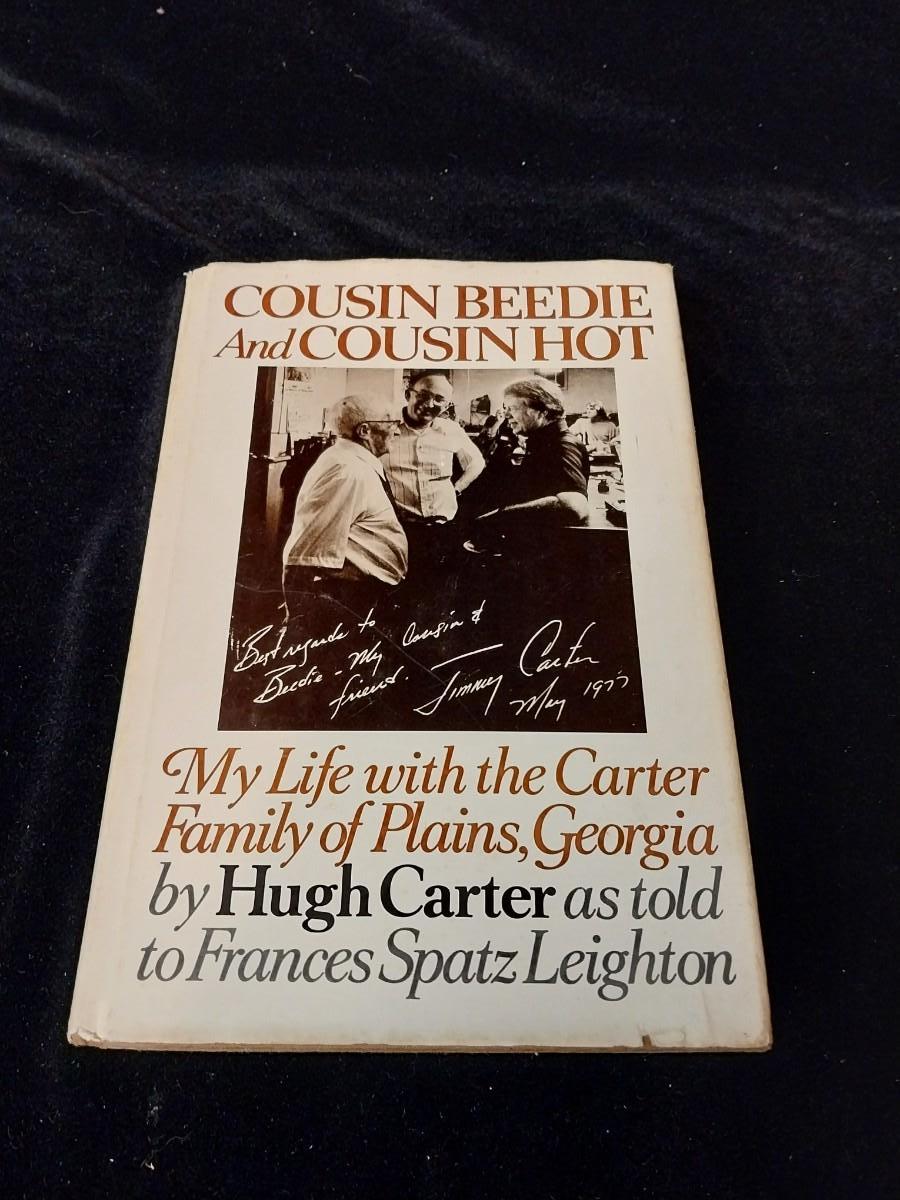 COUSIN BEEDIE
And COUSIN HOT
Best regards to
Beedie - My Cousin &
friend.
Jimmy Carter
May 1977
My Life with the Carter
Family of Plains, Georgia
by Hugh Carter as told
to Frances Spatz Leighton